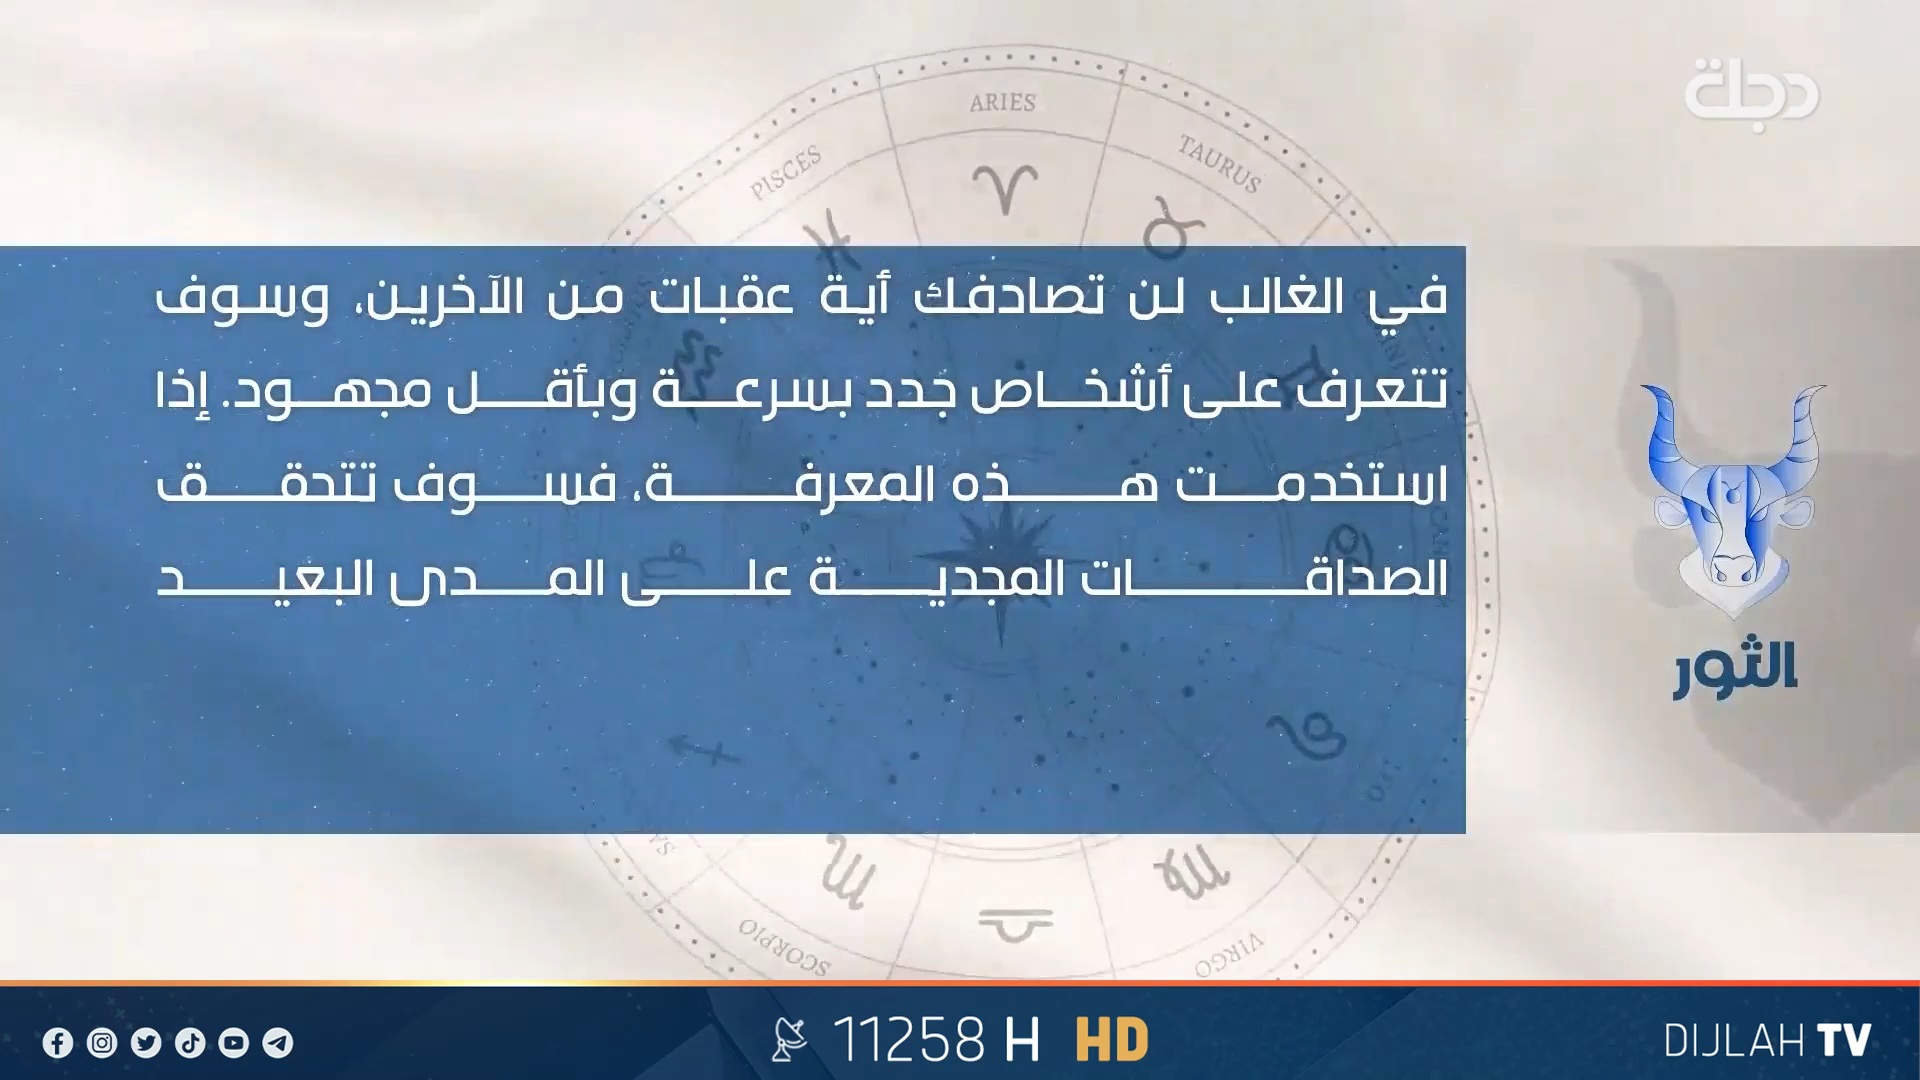 دجلة
ARIES
TAURUS
PISCES
في الغالب لن تصادفك أية عقبات من الآخرين، وسوف
تتعرف على أشخاص جدد بسرعة وبأقل مجهود. إذا
استخدمت هذه المعرفة، فسوف تتحقق
الصداقات المجدية على المدى البعيد
الثور
LEO
VIRGO
SCORPIO
11258 H HD
DIJLAH TV